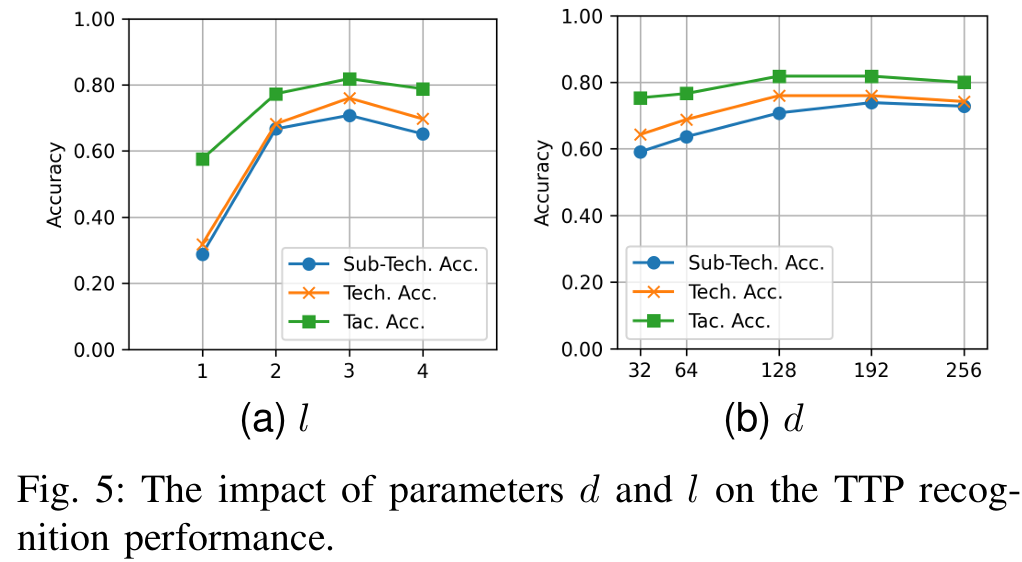 1.00
0.80
0.60
0.40
0.20
0.00
Accuracy
Sub-Tech. Acc.
Tech. Acc.
Tac. Acc.
1 2 3 4
(a) l
1.00
0.80
0.60
0.40
0.20
0.00
Accuracy
Sub-Tech. Acc.
Tech. Acc.
Tac. Acc.
32 64 128 192 256
(b) d
Fig. 5: The impact of parameters d and l on the TTP recog-
nition performance.